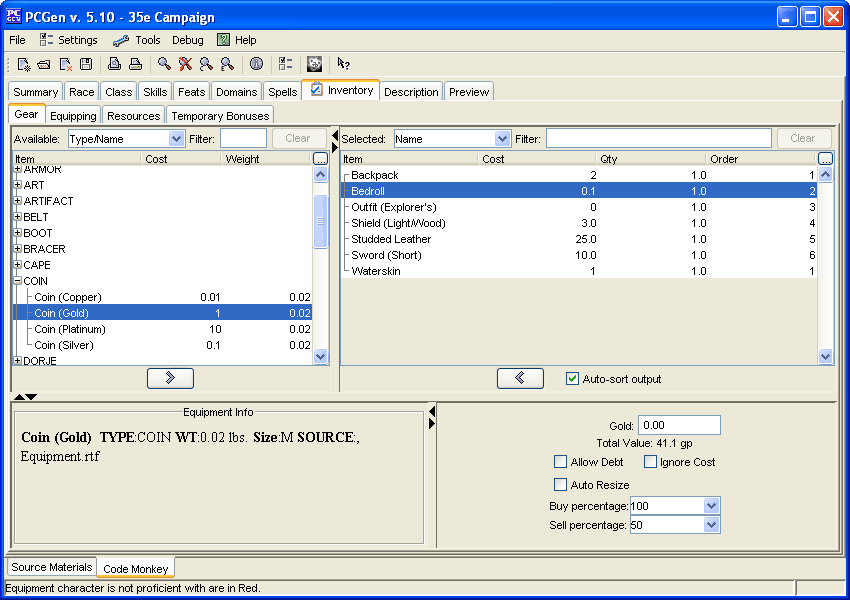 PCGen v. 5.10 - 35e Campaign
File Settings Tools Debug Help
Summary Race Class Skills Feats Domains Spells Inventory Description Preview
Gear Equipping Resources Temporary Bonuses
Available: Type/Name Filter: Clear Selected: Name Filter: Clear
Item Cost Weight ... Item Cost Qty Order ...
ARMOR
ART
ARTIFACT
BELT
BOOT
BRACER
CAPE
COIN
Coin (Copper) 0.01 0.02
Coin (Gold) 1 0.02
Coin (Platinum) 10 0.02
Coin (Silver) 0.1 0.02
DORJE
Backpack 2 1.0 1
Bedroll 0.1 1.0 2
Outfit (Explorer's) 0 1.0 3
Shield (Light/Wood) 3.0 1.0 4
Studded Leather 25.0 1.0 5
Sword (Short) 10.0 1.0 6
Waterskin 1 1.0 1
Auto-sort output
Equipment Info
Coin (Gold) TYPE:COIN WT:0.02 lbs. Size:M SOURCE:,
Equipment.rtf
Gold: 0.00
Total Value: 41.1 gp
Allow Debt Ignore Cost
Auto Resize
Buy percentage: 100
Sell percentage: 50
Source Materials Code Monkey
Equipment character is not proficient with are in Red.